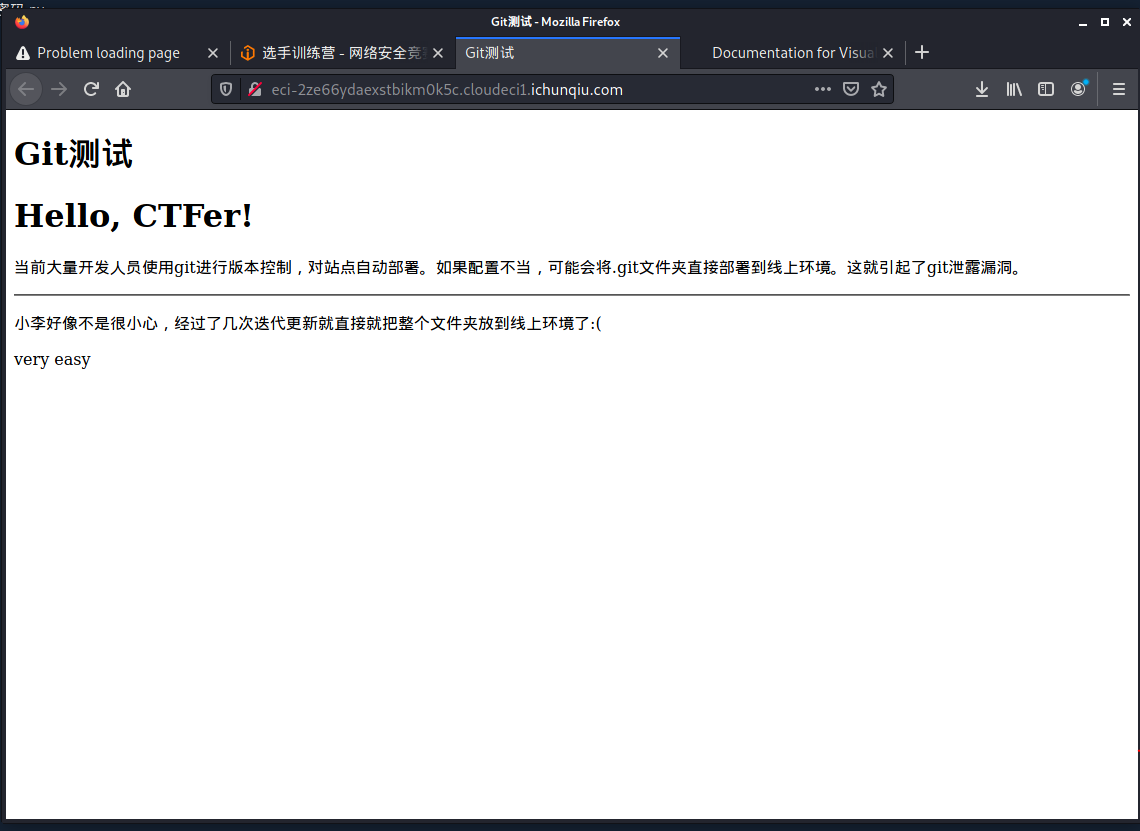 Git测试 - Mozilla Firefox
Problem loading page
选手训练营 - 网络安全竞
Git测试
Documentation for Visua
eci-2ze66ydaexstbikm0k5c.cloudeci1.ichunqiu.com
Git测试
Hello, CTFer!
当前大量开发人员使用git进行版本控制，对站点自动部署。如果配置不当，可能会将.git文件夹直接部署到线上环境。这就引起了git泄露漏洞。
小李好像不是很小心，经过了几次迭代更新就直接就把整个文件夹放到线上环境了:(
very easy